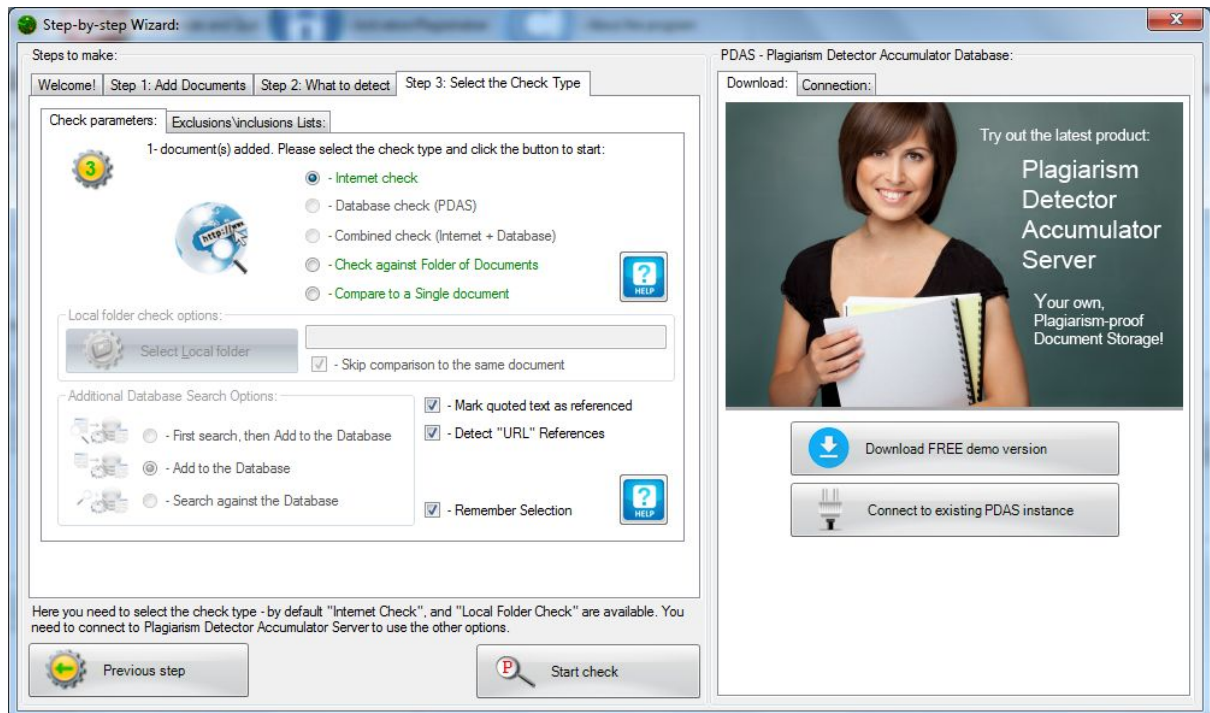 Step-by-step Wizard:
Steps to make:
Welcome!
Step 1: Add Documents
Step 2: What to detect
Step 3: Select the Check Type
Check parameters:
Exclusions\inclusions Lists:
3
1- document(s) added. Please select the check type and click the button to start:
http://www
- Internet check
- Database check (PDAS)
- Combined check (Internet + Database)
- Check against Folder of Documents
- Compare to a Single document
?
HELP
Local folder check options:
Select Local folder
- Skip comparison to the same document
Additional Database Search Options:
- First search, then Add to the Database
- Add to the Database
- Search against the Database
- Mark quoted text as referenced
- Detect "URL" References
- Remember Selection
?
HELP
Here you need to select the check type - by default "Internet Check", and "Local Folder Check" are available. You
need to connect to Plagiarism Detector Accumulator Server to use the other options.
Previous step
P
Start check
PDAS - Plagiarism Detector Accumulator Database:
Download:
Connection:
Try out the latest product:
Plagiarism
Detector
Accumulator
Server
Your own,
Plagiarism-proof
Document Storage!
Download FREE demo version
Connect to existing PDAS instance